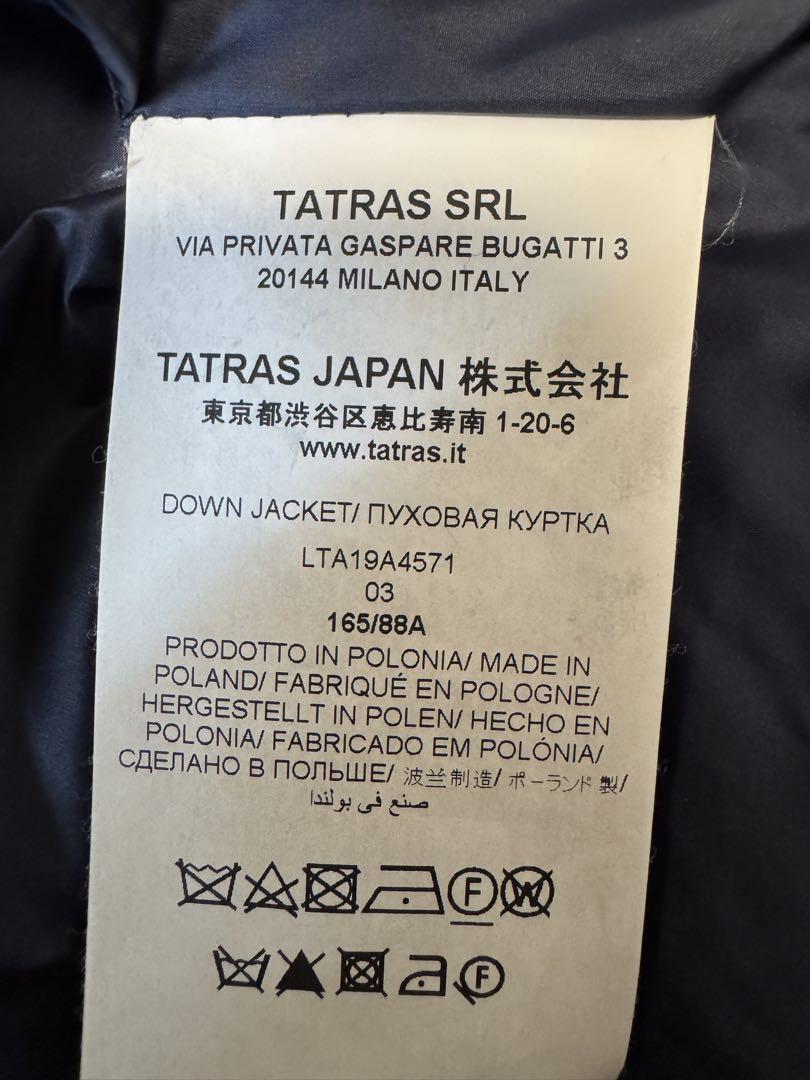 TATRAS SRL
VIA PRIVATA GASPARE BUGATTI 3
20144 MILANO ITALY
TATRAS JAPAN 株式会社
東京都渋谷区恵比寿南 1-20-6
www.tatras.it
DOWN JACKET/ ПУХОВАЯ КУРТКА
LTA19A4571
03
165/88A
PRODOTTO IN POLONIA/ MADE IN
POLAND/ FABRIQUÉ EN POLOGNE/
HERGESTELLT IN POLEN/ HECHO EN
POLONIA/ FABRICADO EM POLÓNIA/
СДЕЛАНО В ПОЛЬШЕ/ 波兰制造/ ポーランド 製/
صنع في بولندا
F W
F